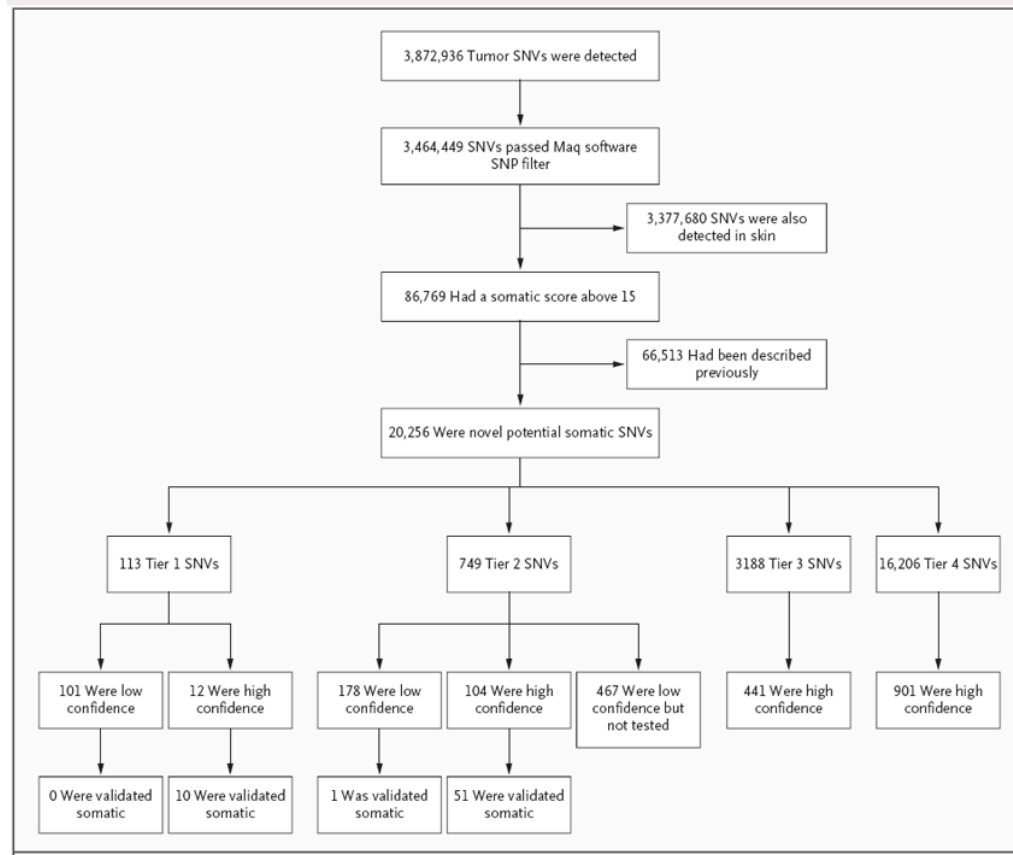 3,872,936 Tumor SNVs were detected
3,464,449 SNVs passed Maq software
SNP filter
3,377,680 SNVs were also
detected in skin
86,769 Had a somatic score above 15
66,513 Had been described
previously
20,256 Were novel potential somatic SNVs
113 Tier 1 SNVs
749 Tier 2 SNVs
3188 Tier 3 SNVs
16,206 Tier 4 SNVs
101 Were low
confidence
12 Were high
confidence
178 Were low
confidence
104 Were high
confidence
467 Were low
confidence but
not tested
441 Were high
confidence
901 Were high
confidence
0 Were validated
somatic
10 Were validated
somatic
1 Was validated
somatic
51 Were validated
somatic